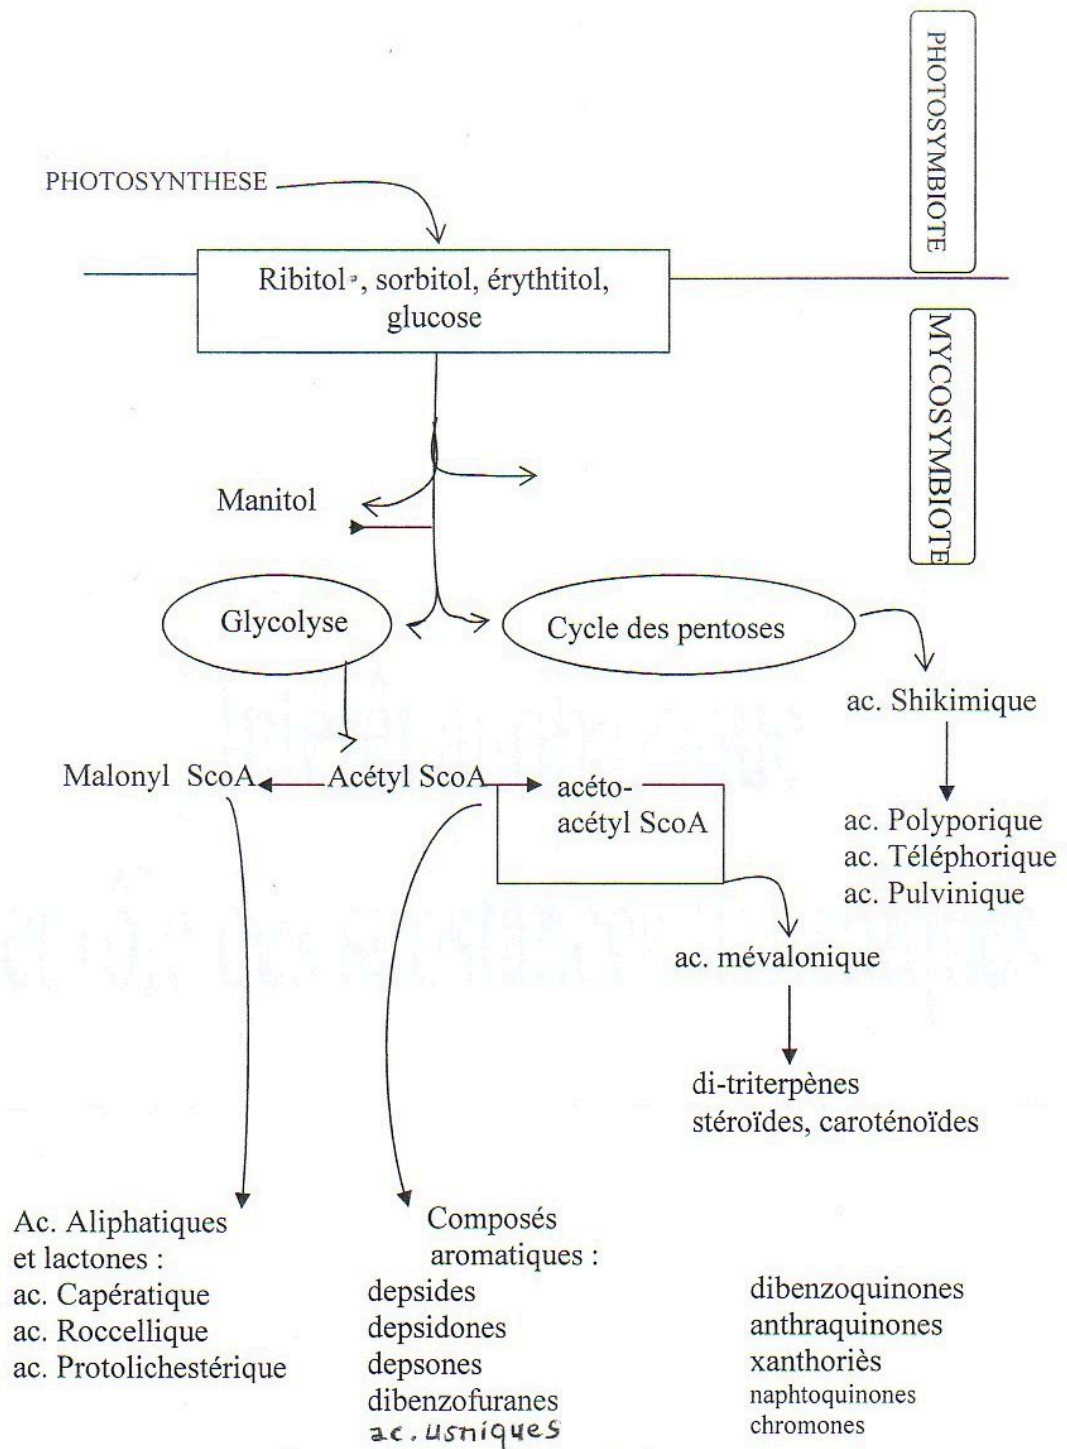 PHOTOSYMBIOTE
PHOTOSYNTHESE
Ribitol, sorbitol, érythtitol,
glucose
MYCOSYMBIOTE
Manitol
Glycolyse
Cycle des pentoses
ac. Shikimique
Malonyl ScoA
Acétyl ScoA
acéto-
acétyl ScoA
ac. Polyporique
ac. Téléphorique
ac. Pulvinique
ac. mévalonique
di-triterpènes
stéroïdes, caroténoïdes
Ac. Aliphatiques
et lactones :
ac. Capératique
ac. Roccellique
ac. Protolichestérique
Composés
aromatiques :
depsides
depsidones
depsones
dibenzofuranes
ac. usniques
dibenzoquinones
anthraquinones
xanthoriès
naphtoquinones
chromones